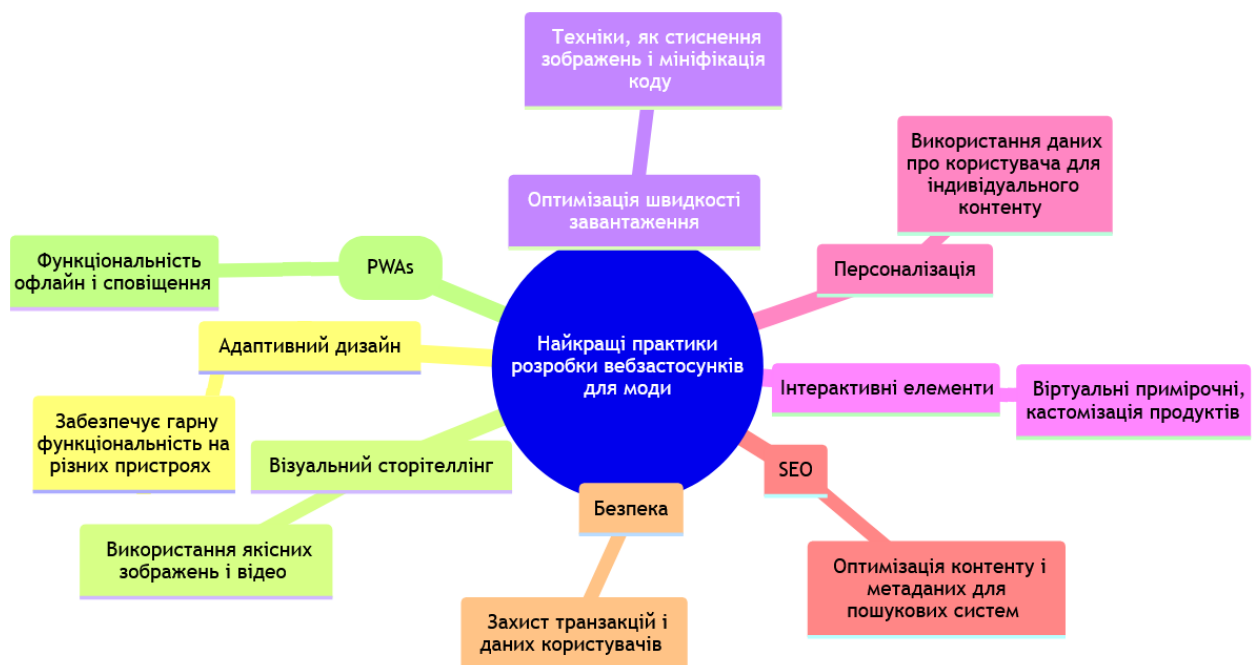 Техніки, як стиснення
зображень і мініфікація
коду
Оптимізація швидкості
завантаження
Використання даних
про користувача для
індивідуального
контенту
Персоналізація
Функціональність
офлайн і сповіщення
PWAs
Адаптивний дизайн
Забезпечує гарну
функціональність на
різних пристроях
Найкращі практики
розробки вебзастосунків
для моди
Інтерактивні елементи
Віртуальні примірочні,
кастомізація продуктів
Візуальний сторітеллінг
Використання якісних
зображень і відео
SEO
Оптимізація контенту і
метаданих для
пошукових систем
Безпека
Захист транзакцій і
даних користувачів